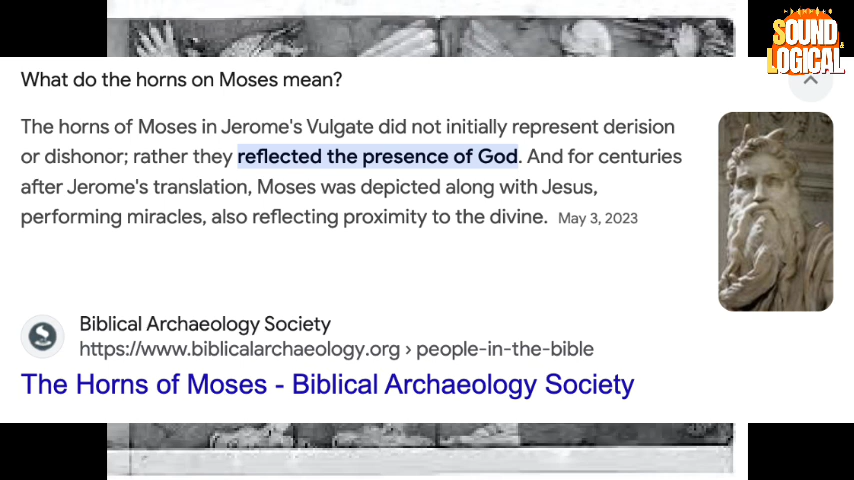 SOUND
&
LOGICAL
What do the horns on Moses mean?
The horns of Moses in Jerome's Vulgate did not initially represent derision
or dishonor; rather they reflected the presence of God. And for centuries
after Jerome's translation, Moses was depicted along with Jesus,
performing miracles, also reflecting proximity to the divine. May 3, 2023
Biblical Archaeology Society
https://www.biblicalarchaeology.org › people-in-the-bible
The Horns of Moses - Biblical Archaeology Society